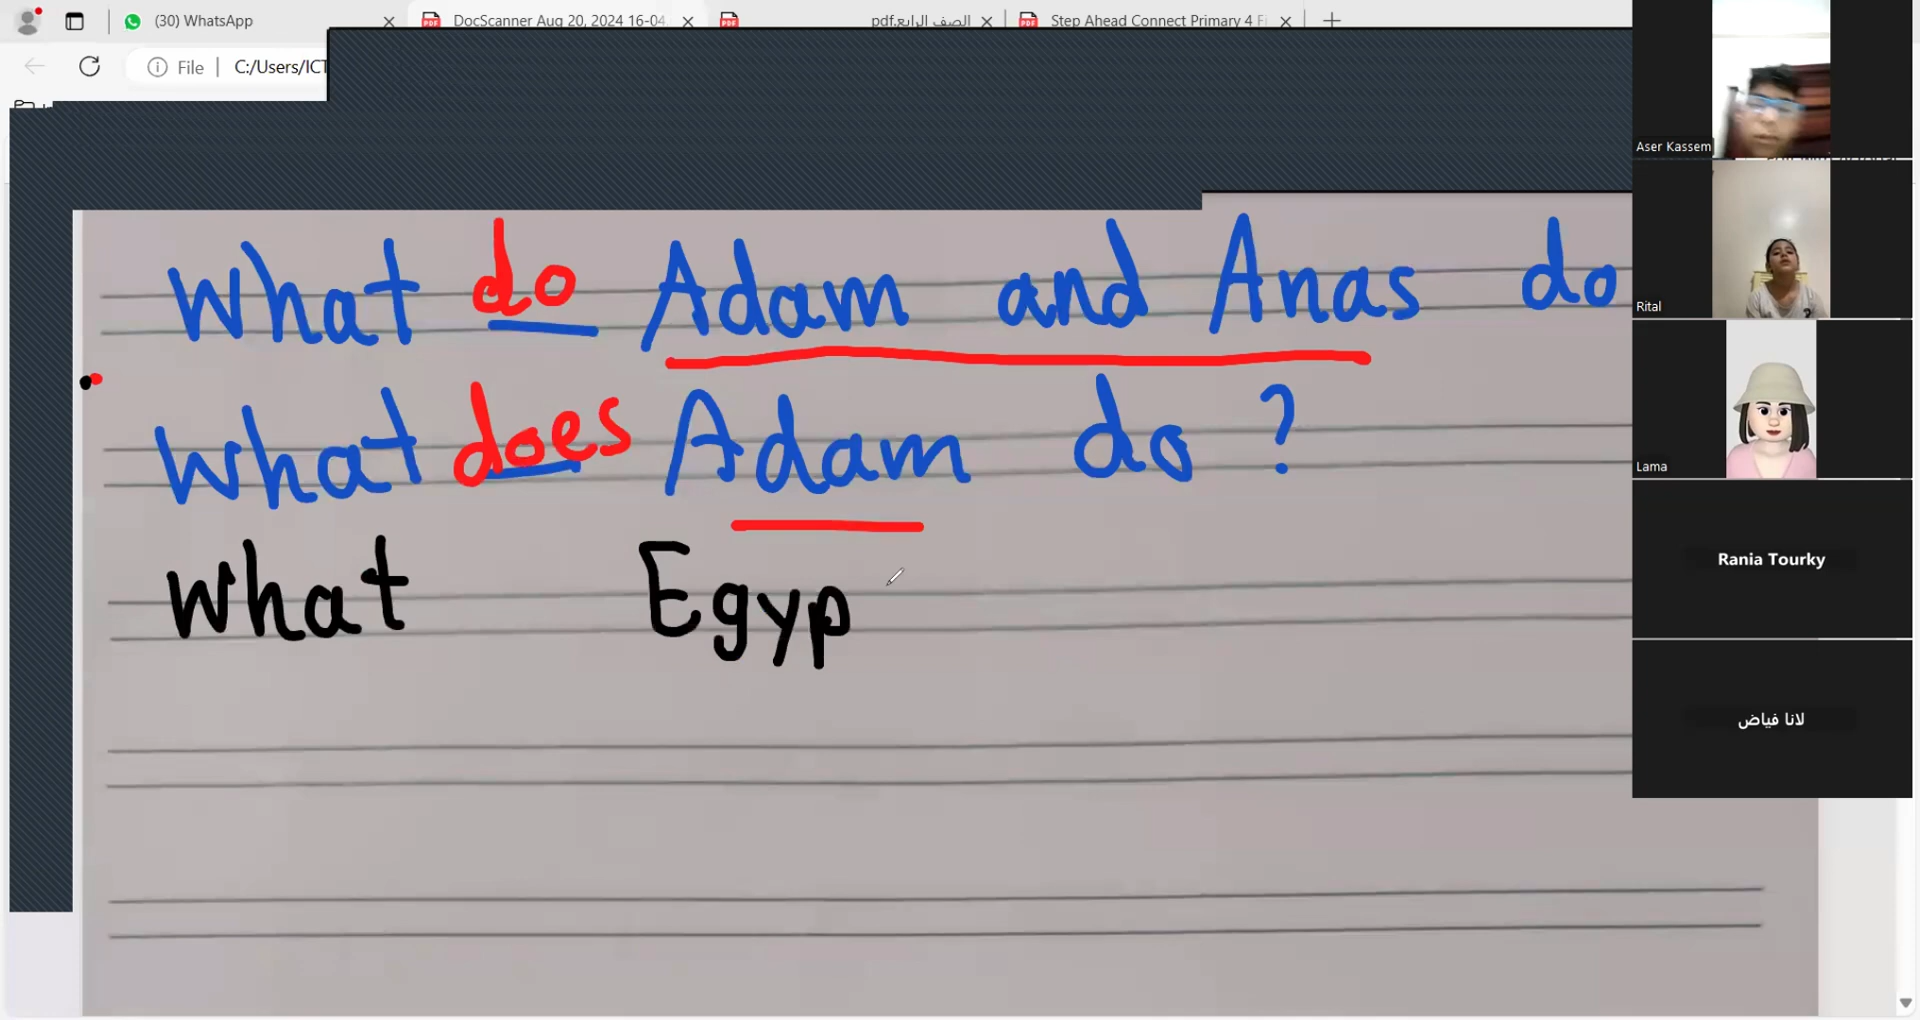 (30) WhatsApp
DocScanner Aug 20, 2024 16-04
الصف الرابع.pdf
Step Ahead Connect Primary 4 Fi
File
C:/Users/ICT
What do Adam and Anas do
What does Adam do ?
What Egyp
Aser Kassem
Rital
Lama
Rania Tourky
لانا فياض